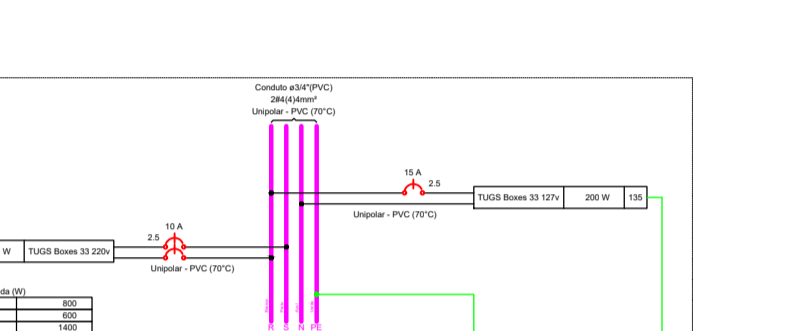 Conduto ø3/4"(PVC)
2#4(4)4mm²
Unipolar - PVC (70°C)
15 A
2.5
TUGS Boxes 33 127v
200 W
135
Unipolar - PVC (70°C)
10 A
2.5
W
TUGS Boxes 33 220v
Unipolar - PVC (70°C)
da (W)
800
600
1400
R
S
N
PE